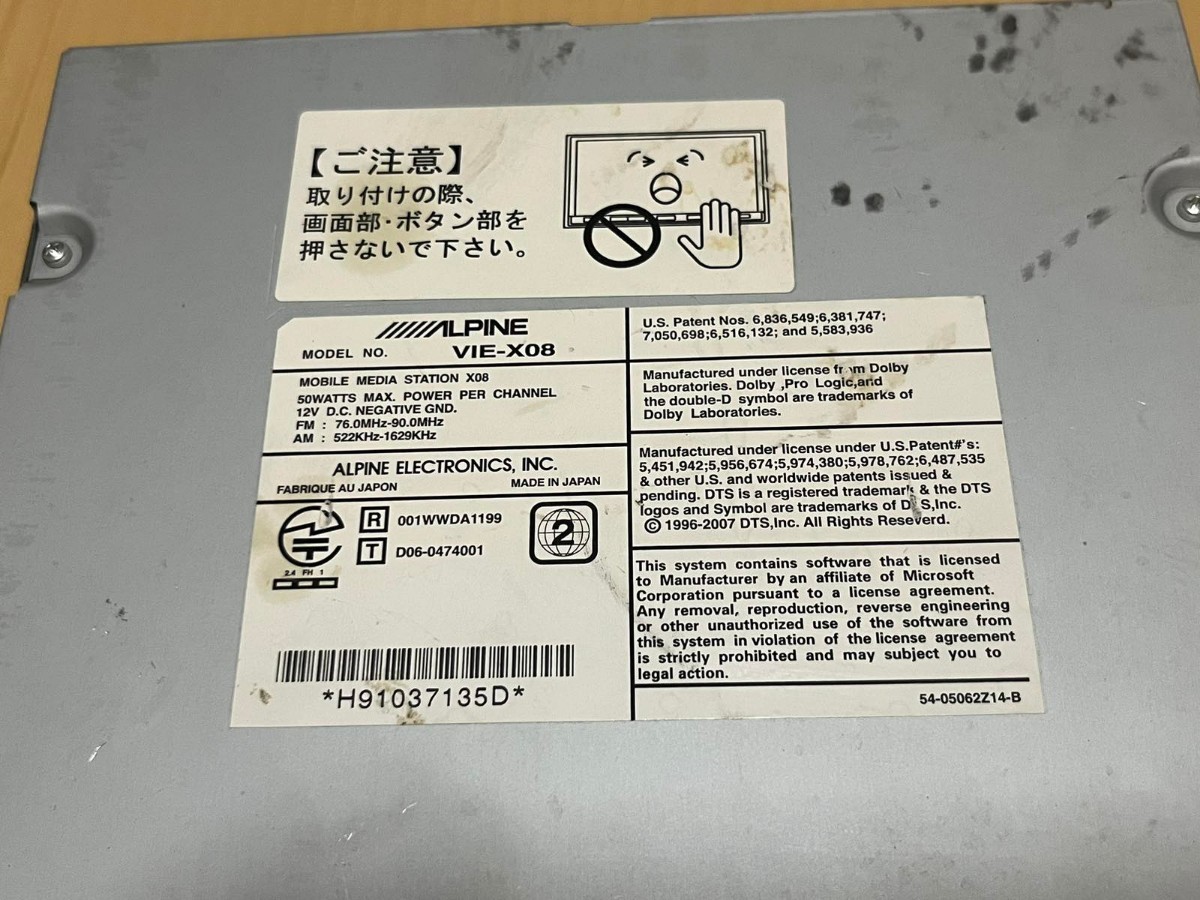 【ご注意】
取り付けの際、
画面部・ボタン部を
押さないで下さい。
ALPINE
MODEL NO. VIE-X08
MOBILE MEDIA STATION X08
50WATTS MAX. POWER PER CHANNEL
12V D.C. NEGATIVE GND.
FM : 76.0MHz-90.0MHz
AM : 522KHz-1629KHz
ALPINE ELECTRONICS, INC.
FABRIQUE AU JAPON MADE IN JAPAN
R 001WWDA1199
T D06-0474001
2
2.4 FH 1
*H91037135D*
U.S. Patent Nos. 6,836,549;6,381,747;
7,050,698;6,516,132; and 5,583,936
Manufactured under license from Dolby
Laboratories. Dolby ,Pro Logic,and
the double-D symbol are trademarks of
Dolby Laboratories.
Manufactured under license under U.S.Patent#'s:
5,451,942;5,956,674;5,974,380;5,978,762;6,487,535
& other U.S. and worldwide patents issued &
pending. DTS is a registered trademark & the DTS
logos and Symbol are trademarks of DTS,Inc.
© 1996-2007 DTS,Inc. All Rights Reseverd.
This system contains software that is licensed
to Manufacturer by an affiliate of Microsoft
Corporation pursuant to a license agreement.
Any removal, reproduction, reverse engineering
or other unauthorized use of the software from
this system in violation of the license agreement
is strictly prohibited and may subject you to
legal action.
54-05062Z14-B